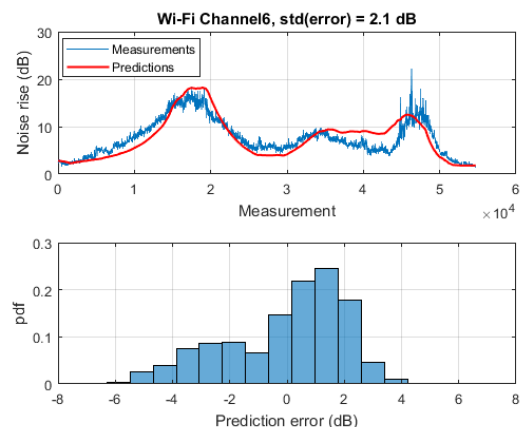 Wi-Fi Channel6, std(error) = 2.1 dB
Noise rise (dB)
30
20
10
0
Measurements
Predictions
0 1 2 3 4 5 6
Measurement
× 10⁴
pdf
0.3
0.2
0.1
0
-8 -6 -4 -2 0 2 4 6 8
Prediction error (dB)